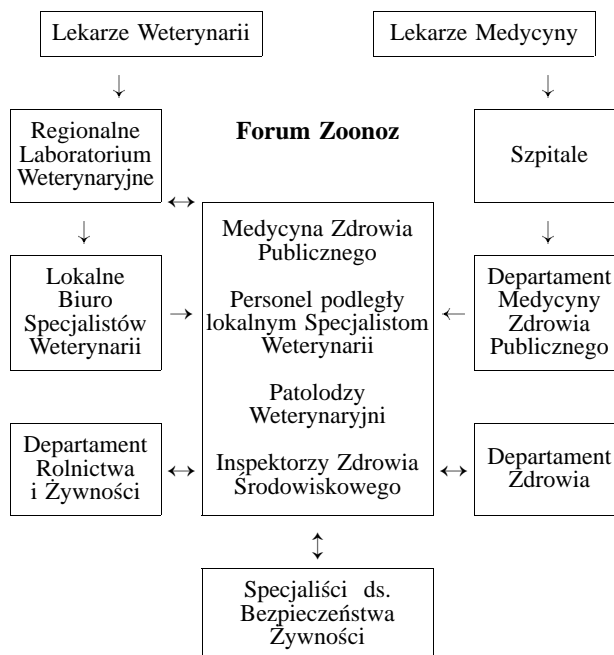 Lekarze Weterynarii
Lekarze Medycyny
Regionalne
Laboratorium
Weterynaryjne
Forum Zoonoz
Szpitale
Medycyna Zdrowia
Publicznego
Personel podległy
lokalnym Specjalistom
Weterynarii
Patolodzy
Weterynaryjni
Inspektorzy Zdrowia
Środowiskowego
Lokalne
Biuro
Specjalistów
Weterynarii
Departament
Medycyny
Zdrowia
Publicznego
Departament
Rolnictwa
i Żywności
Departament
Zdrowia
Specjaliści ds.
Bezpieczeństwa
Żywności